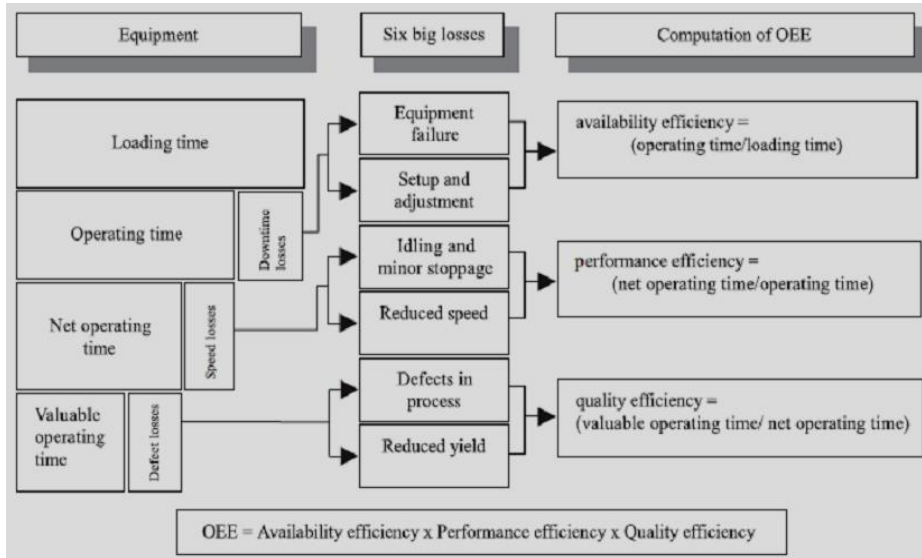 Equipment
Six big losses
Computation of OEE
Loading time
Equipment
failure
availability efficiency =
(operating time/loading time)
Setup and
adjustment
Operating time
Downtime
losses
Idling and
minor stoppage
performance efficiency =
(net operating time/operating time)
Net operating
time
Speed losses
Reduced speed
Defects in
process
quality efficiency =
(valuable operating time/ net operating time)
Valuable
operating
time
Defect losses
Reduced yield
OEE = Availability efficiency x Performance efficiency x Quality efficiency